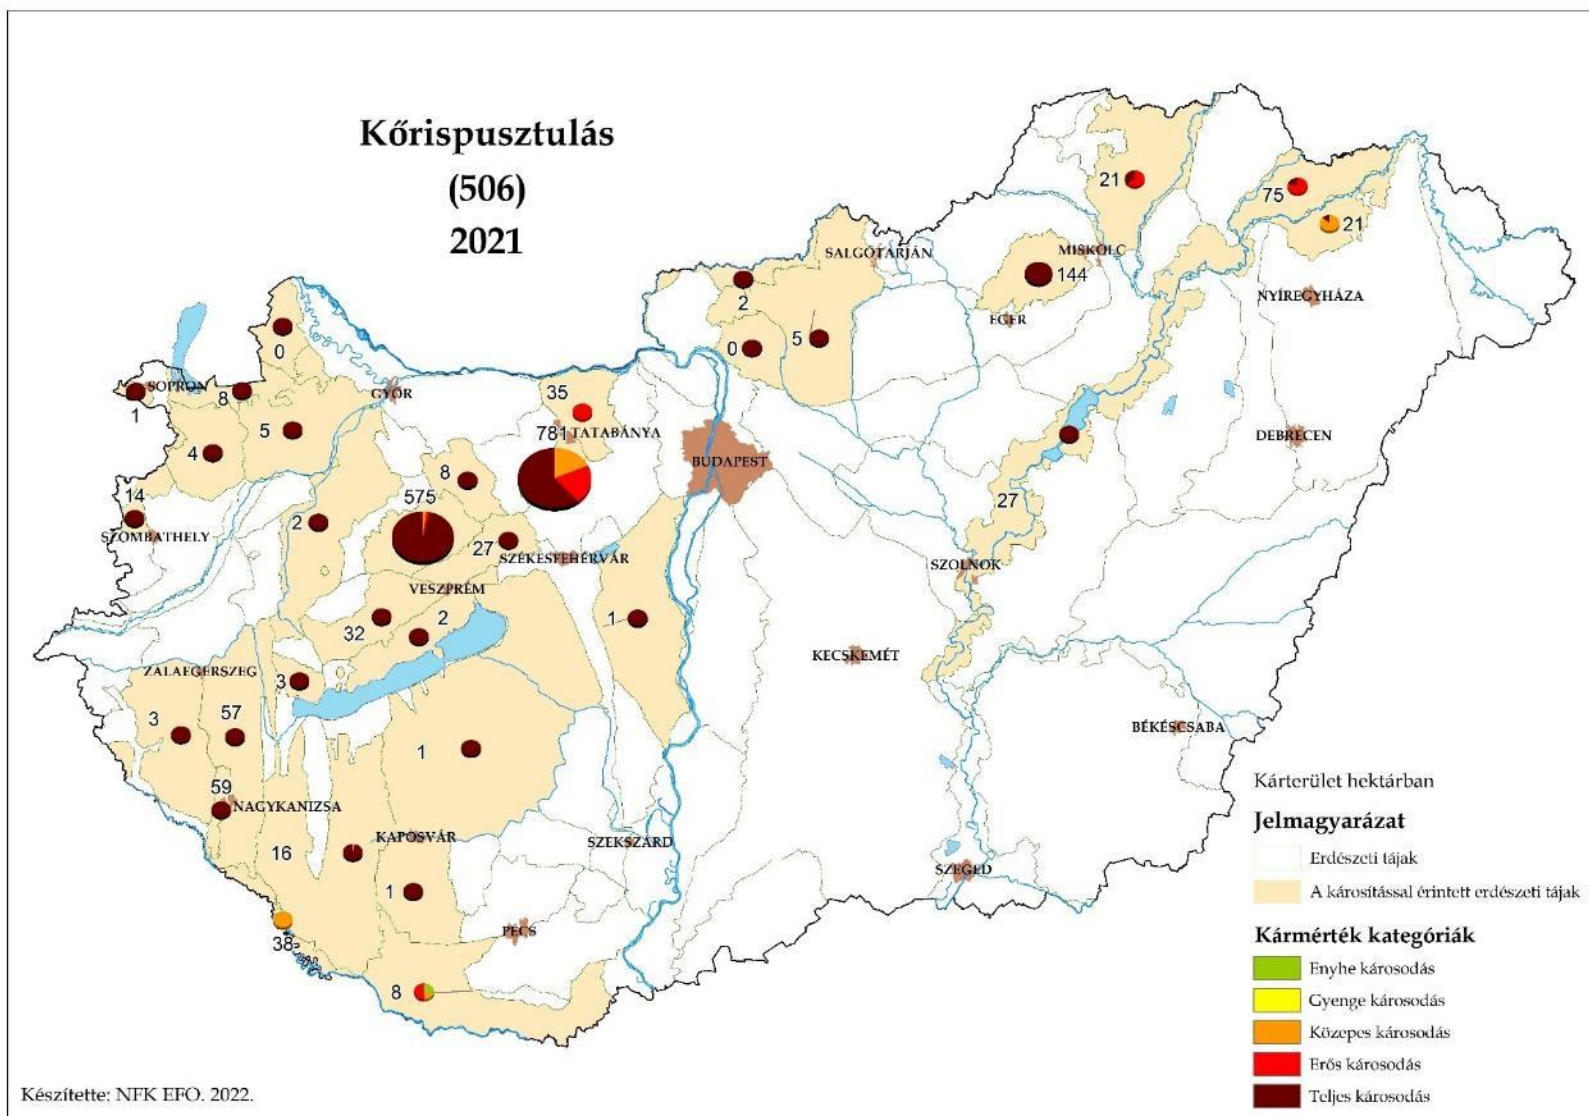 Kőrispusztulás
(506)
2021
21
75
21
SALGÓTARJÁN
MISKOLC
144
NYÍREGYHÁZA
2
EGER
0
5
0
SOPRON
8
GYŐR
35
1
5
781
TATABÁNYA
DEBRECEN
4
BUDAPEST
8
14
575
27
2
SZOMBATHELY
27
SZÉKESFEHÉRVÁR
SZOLNOK
VESZPRÉM
2
1
32
KECSKEMÉT
ZALAEGERSZEG
3
3
57
BÉKÉSCSABA
1
59
NAGYKANIZSA
KAPOSVÁR
SZEKSZÁRD
16
SZEGED
1
PÉCS
38
8
Kárterület hektárban
Jelmagyarázat
Erdészeti tájak
A károsítással érintett erdészeti tájak
Kármérték kategóriák
Enyhe károsodás
Gyenge károsodás
Közepes károsodás
Erős károsodás
Teljes károsodás
Készítette: NFK EFO. 2022.